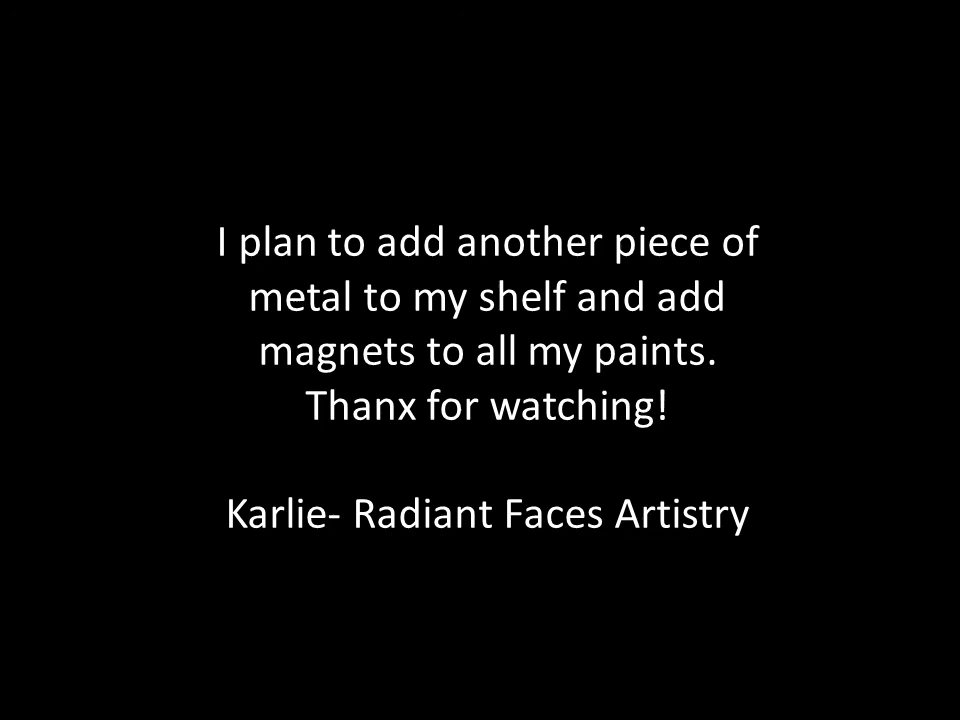 I plan to add another piece of
metal to my shelf and add
magnets to all my paints.
Thanx for watching!
Karlie- Radiant Faces Artistry